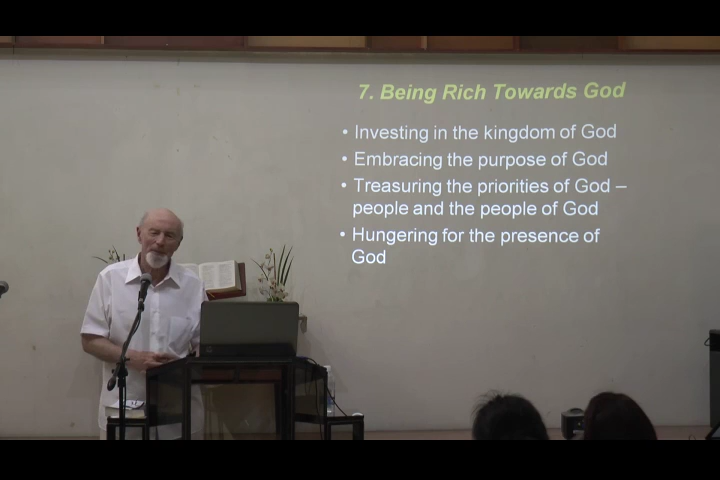 7. Being Rich Towards God
• Investing in the kingdom of God
• Embracing the purpose of God
• Treasuring the priorities of God –
people and the people of God
• Hungering for the presence of
God